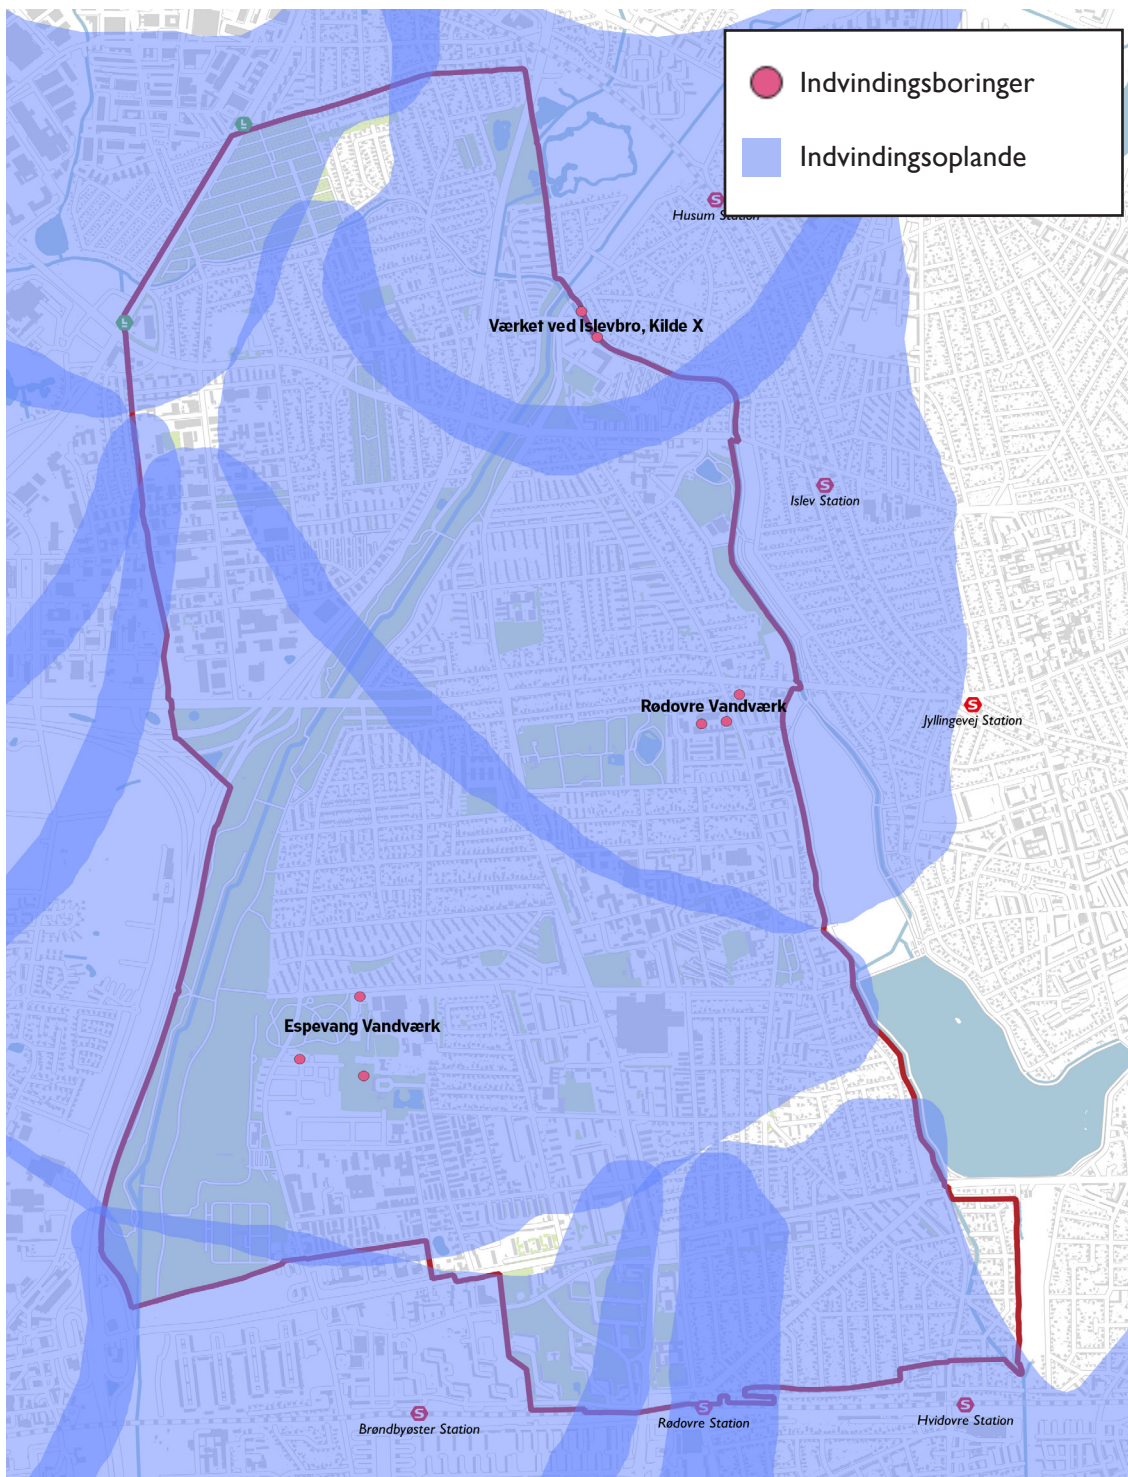 Indvindingsboringer
Indvindingsoplande
Husum Station
Værket ved Islevbro, Kilde X
Islev Station
Rødovre Vandværk
Jyllingevej Station
Espevang Vandværk
Brøndbyøster Station
Rødovre Station
Hvidovre Station